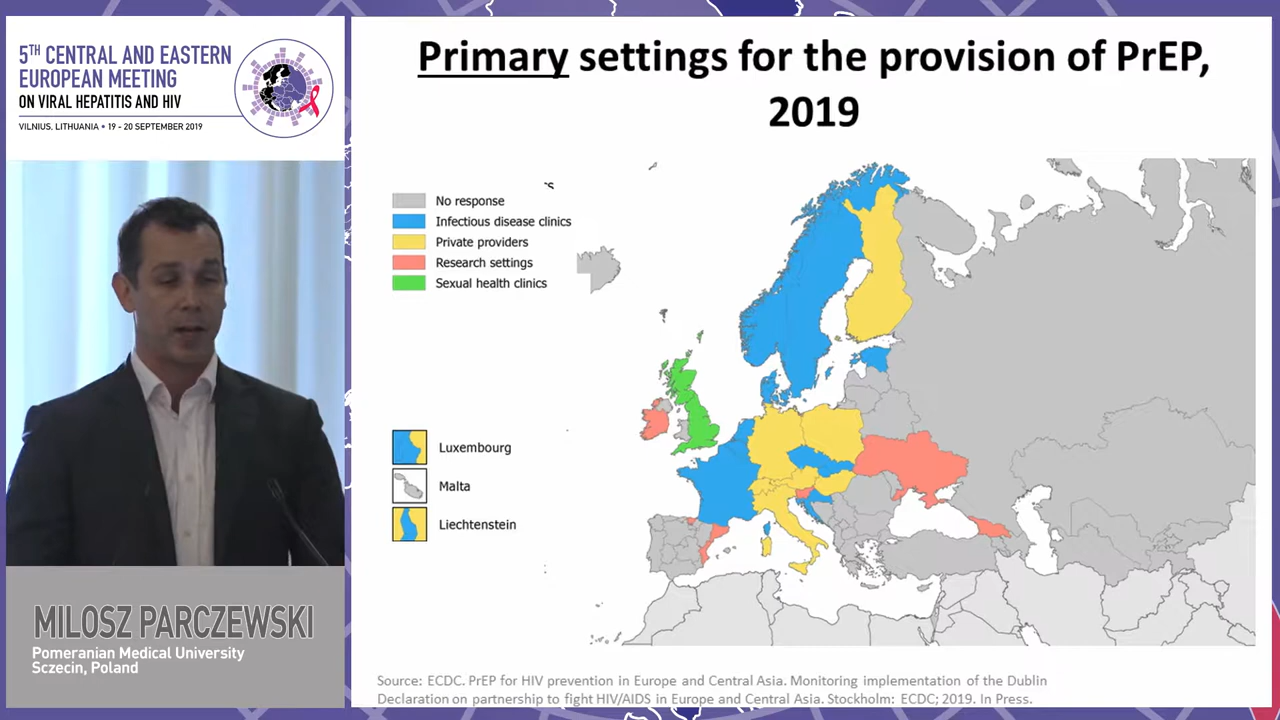 5TH CENTRAL AND EASTERN
EUROPEAN MEETING
ON VIRAL HEPATITIS AND HIV
VILNIUS, LITHUANIA • 19 - 20 SEPTEMBER 2019
Primary settings for the provision of PrEP,
2019
No response
Infectious disease clinics
Private providers
Research settings
Sexual health clinics
Luxembourg
Malta
Liechtenstein
MILOSZ PARCZEWSKI
Pomeranian Medical University
Sczecin, Poland
Source: ECDC. PrEP for HIV prevention in Europe and Central Asia. Monitoring implementation of the Dublin
Declaration on partnership to fight HIV/AIDS in Europe and Central Asia. Stockholm: ECDC; 2019. In Press.